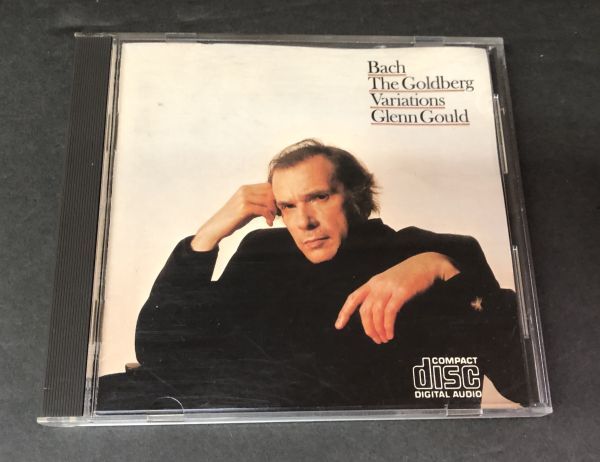 Bach
The Goldberg
Variations
Glenn Gould
COMPACT
disc
DIGITAL AUDIO